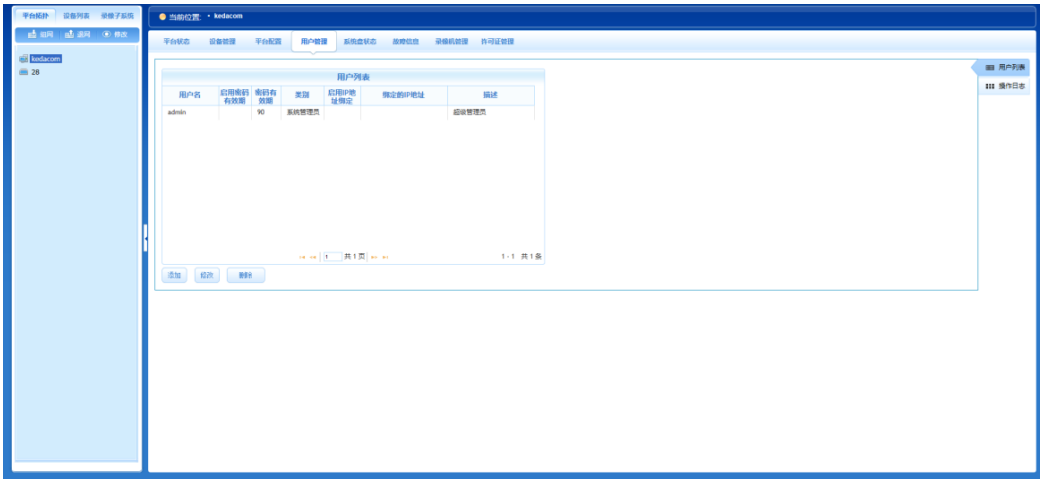 平台拓扑 设备列表 录像子系统
组网 退网 修改
kedacom
28
当前位置: · kedacom
平台状态 设备管理 平台配置 用户管理 系统盘状态 故障信息 录像机管理 许可证管理
用户列表
操作日志
用户列表
用户名 启用密码有效期 密码有效期 类别 启用IP地址绑定 绑定的IP地址 描述
admin 90 系统管理员 超级管理员
1 共1页 1-1 共1条
添加 修改 删除